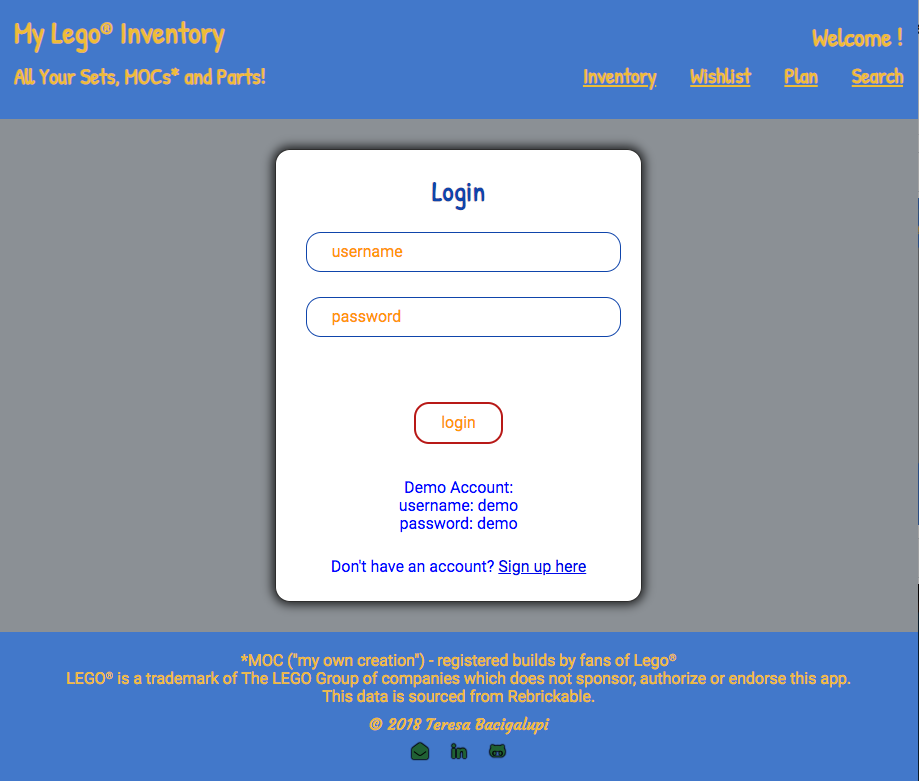 My Lego® Inventory
Welcome !
All Your Sets, MOCs* and Parts!
Inventory Wishlist Plan Search
Login
username
password
login
Demo Account:
username: demo
password: demo
Don't have an account? Sign up here
*MOC ("my own creation") - registered builds by fans of Lego®
LEGO® is a trademark of The LEGO Group of companies which does not sponsor, authorize or endorse this app.
This data is sourced from Rebrickable.
© 2018 Teresa Bacigalupi
in